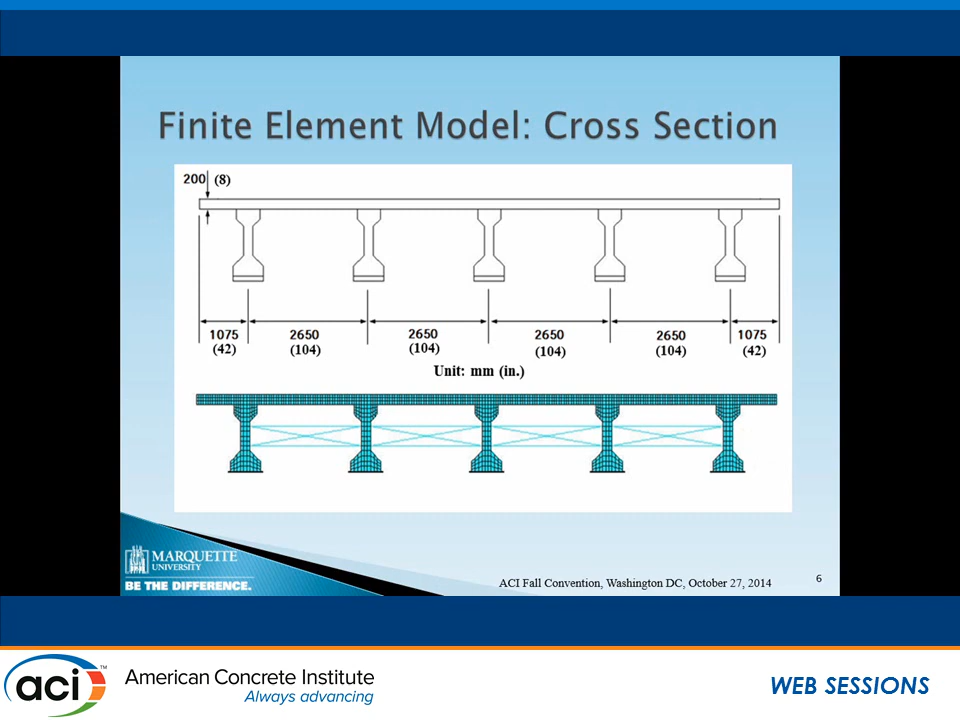 Finite Element Model: Cross Section
200 (8)
1075 2650 2650 2650 2650 1075
(42) (104) (104) (104) (104) (42)
Unit: mm (in.)
MARQUETTE
UNIVERSITY
BE THE DIFFERENCE.
ACI Fall Convention, Washington DC, October 27, 2014
6
aci™
American Concrete Institute
Always advancing
WEB SESSIONS